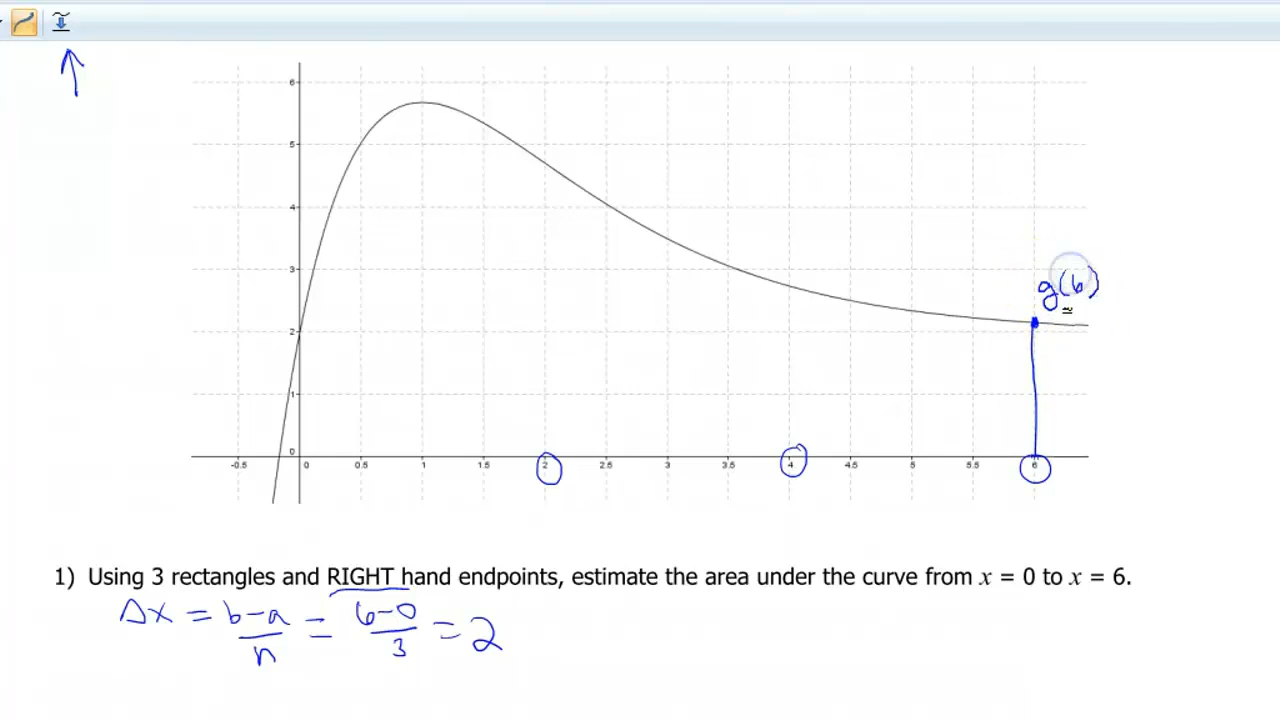 6
5
4
3
2
1
0
-0.5 0 0.5 1 1.5 2 2.5 3 3.5 4 4.5 5 5.5 6
g(6)
1) Using 3 rectangles and RIGHT hand endpoints, estimate the area under the curve from x = 0 to x = 6.
Δx = b-a/n = 6-0/3 = 2